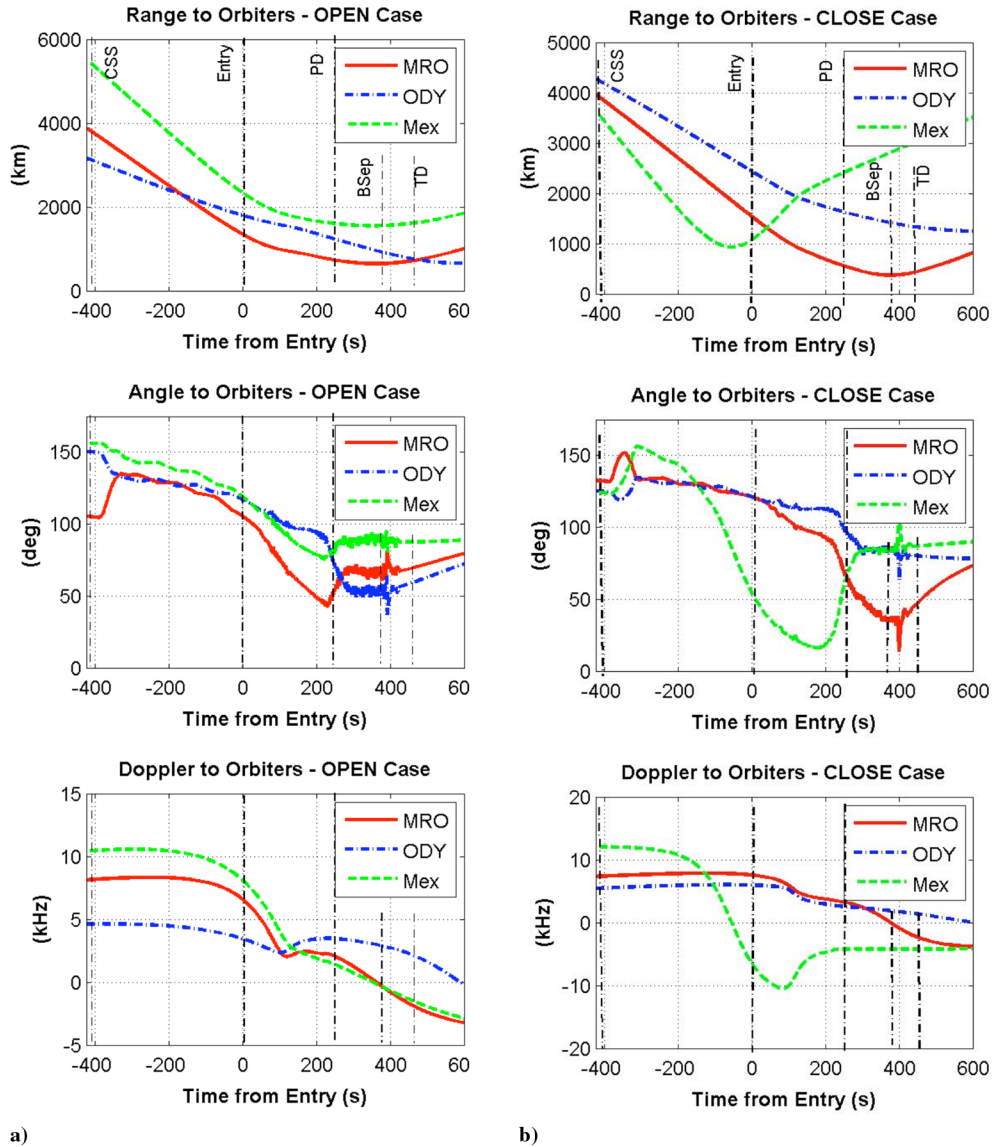 Range to Orbiters - OPEN Case
6000
4000
2000
0
(km)
CSS
Entry
PD
BSep
TD
MRO
ODY
Mex
-400 -200 0 200 400 60
Time from Entry (s)
Range to Orbiters - CLOSE Case
5000
4000
3000
2000
1000
0
(km)
CSS
Entry
PD
BSep
TD
MRO
ODY
Mex
-400 -200 0 200 400 600
Time from Entry (s)
Angle to Orbiters - OPEN Case
150
100
50
0
(deg)
MRO
ODY
Mex
-400 -200 0 200 400 60
Time from Entry (s)
Angle to Orbiters - CLOSE Case
150
100
50
0
(deg)
MRO
ODY
Mex
-400 -200 0 200 400 600
Time from Entry (s)
Doppler to Orbiters - OPEN Case
15
10
5
0
-5
(kHz)
MRO
ODY
Mex
-400 -200 0 200 400 600
Time from Entry (s)
Doppler to Orbiters - CLOSE Case
20
10
0
-10
-20
(kHz)
MRO
ODY
Mex
-400 -200 0 200 400 600
Time from Entry (s)
a)
b)